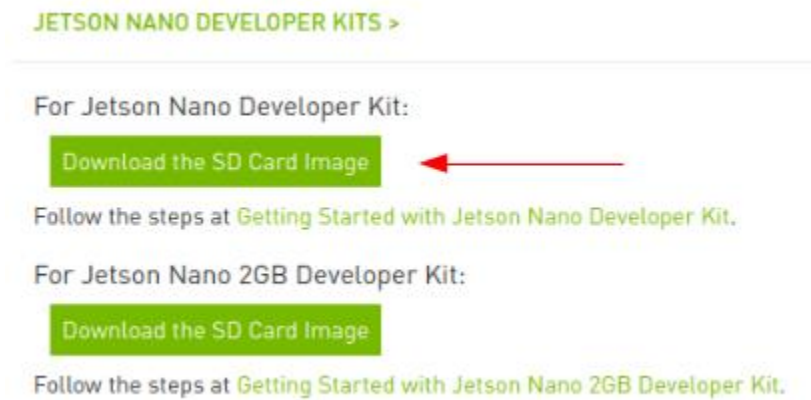 JETSON NANO DEVELOPER KITS >
For Jetson Nano Developer Kit:
Download the SD Card Image
Follow the steps at Getting Started with Jetson Nano Developer Kit.
For Jetson Nano 2GB Developer Kit:
Download the SD Card Image
Follow the steps at Getting Started with Jetson Nano 2GB Developer Kit.